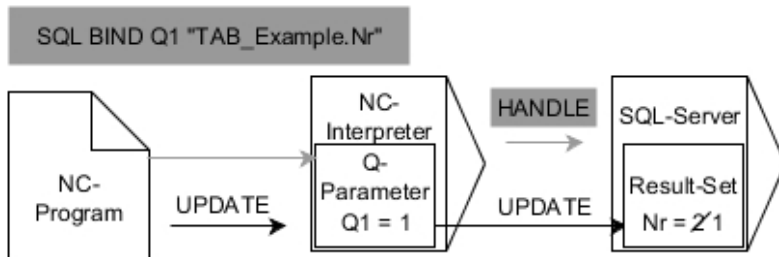 SQL BIND Q1 "TAB_Example.Nr"
NC-
Interpreter
HANDLE
SQL-Server
NC-
Program
Q-
Parameter
Q1 = 1
UPDATE
UPDATE
Result-Set
Nr = 2 1